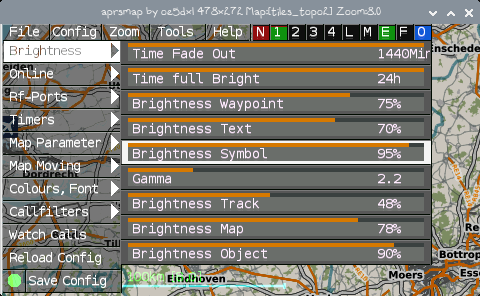 aprsmap by oe5dxl 478x272 Map(tiles_topo2) Zoom:8.0
File Config Zoom Tools Help N 1 2 3 4 L M E F O
Brightness
Online
Rf-Ports
Timers
Map Parameter
Map Moving
Colours, Font
Callfilters
Watch Calls
Reload Config
Save Config
Time Fade Out 1440Min
Time full Bright 24h
Brightness Waypoint 75%
Brightness Text 70%
Brightness Symbol 95%
Gamma 2.2
Brightness Track 48%
Brightness Map 78%
Brightness Object 90%
Enschede
Dordrecht
Eindhoven
100km
Moers
Bottrop
Essen